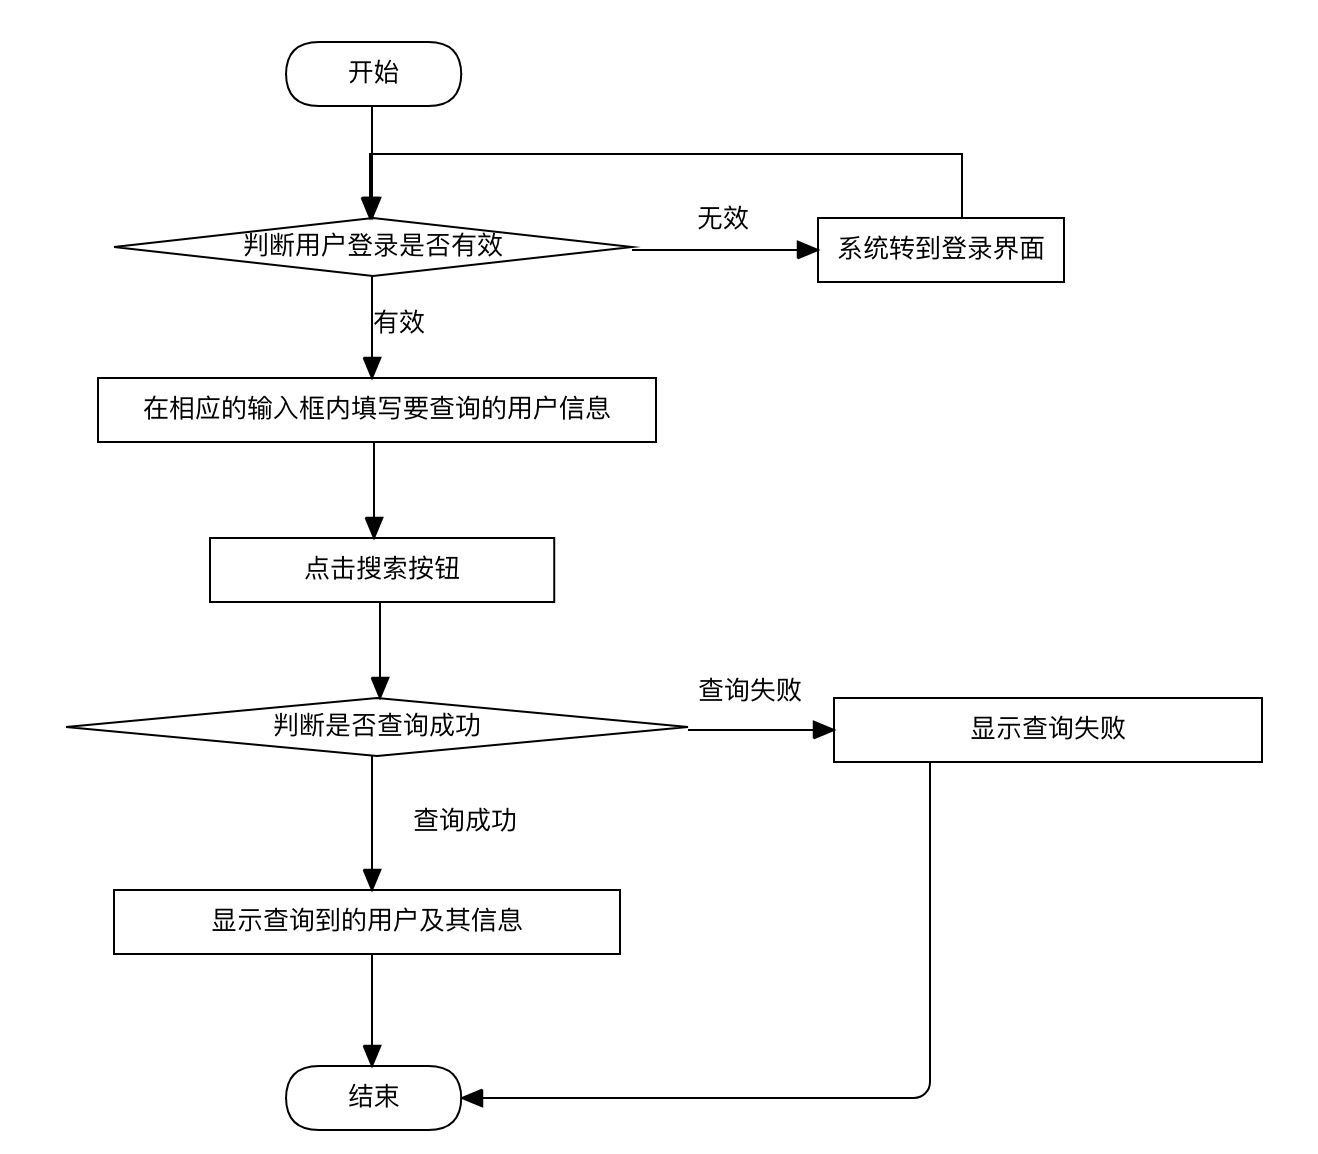 开始
判断用户登录是否有效
无效
系统转到登录界面
有效
在相应的输入框内填写要查询的用户信息
点击搜索按钮
判断是否查询成功
查询失败
显示查询失败
查询成功
显示查询到的用户及其信息
结束